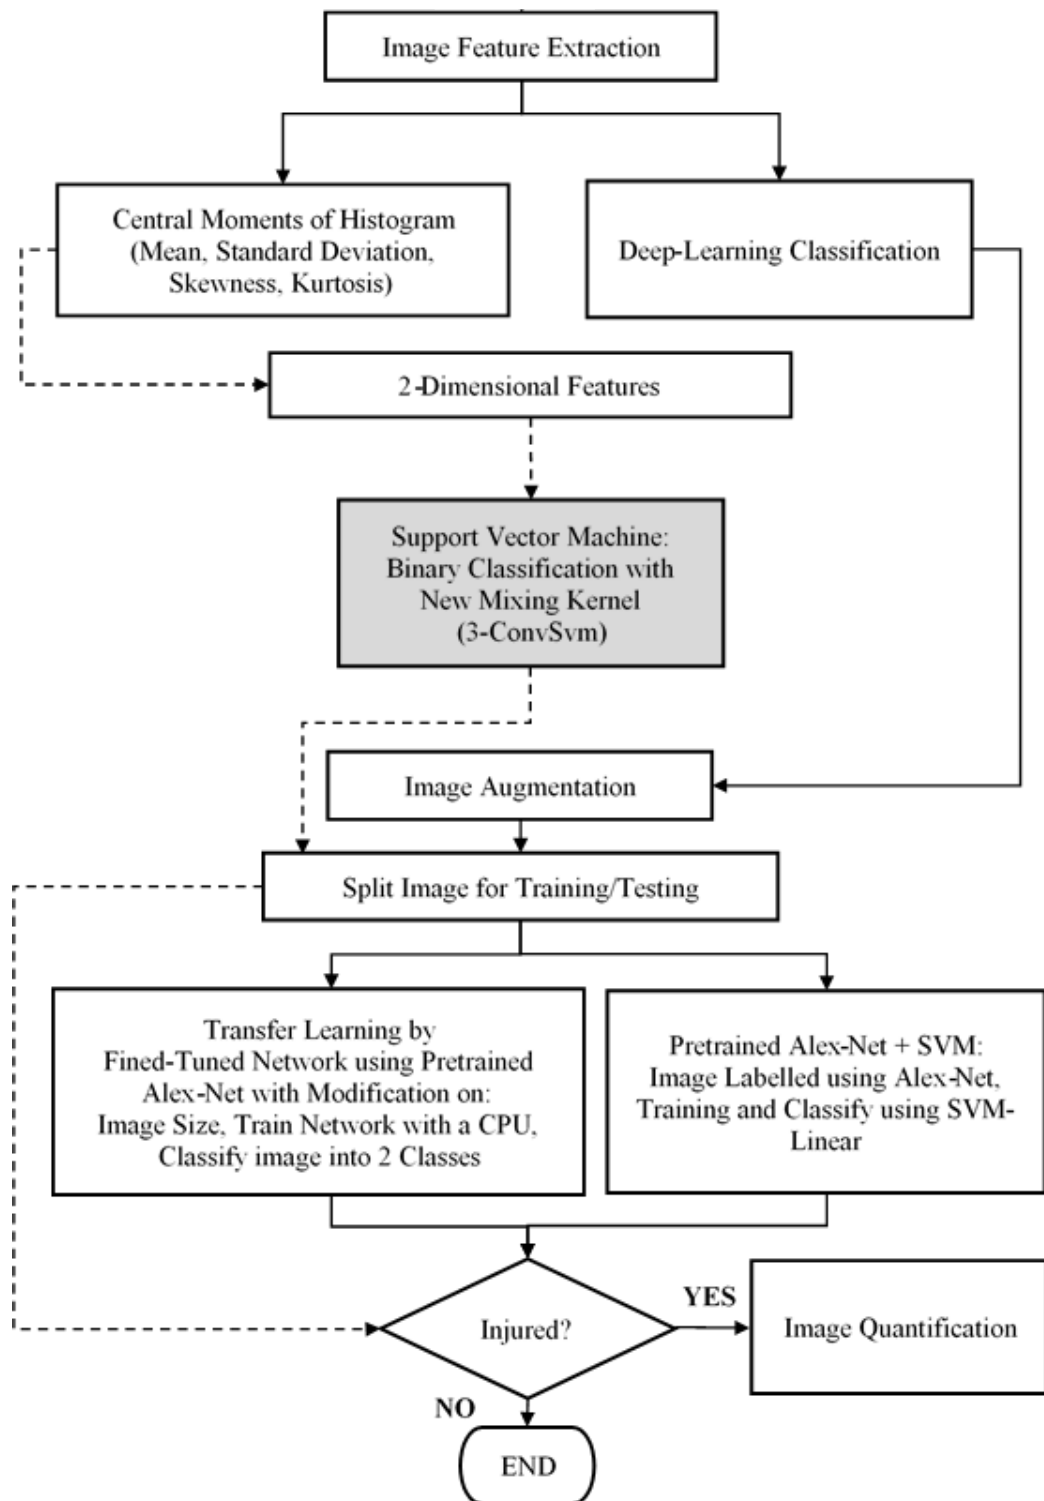 Image Feature Extraction
Central Moments of Histogram
(Mean, Standard Deviation,
Skewness, Kurtosis)
Deep-Learning Classification
2-Dimensional Features
Support Vector Machine:
Binary Classification with
New Mixing Kernel
(3-ConvSvm)
Image Augmentation
Split Image for Training/Testing
Transfer Learning by
Fined-Tuned Network using Pretrained
Alex-Net with Modification on:
Image Size, Train Network with a CPU,
Classify image into 2 Classes
Pretrained Alex-Net + SVM:
Image Labelled using Alex-Net,
Training and Classify using SVM-
Linear
Injured?
YES
Image Quantification
NO
END